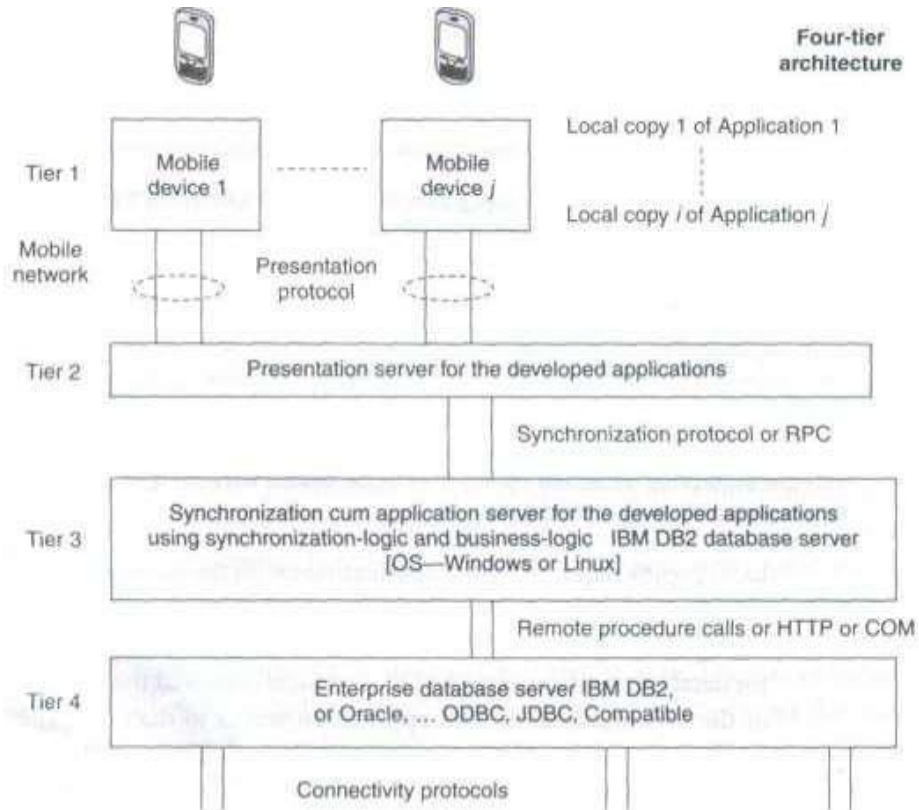 Four-tier
architecture
Tier 1
Mobile
device 1
Mobile
device j
Local copy 1 of Application 1
Local copy i of Application j
Mobile
network
Presentation
protocol
Tier 2
Presentation server for the developed applications
Synchronization protocol or RPC
Tier 3
Synchronization cum application server for the developed applications
using synchronization-logic and business-logic IBM DB2 database server
[OS—Windows or Linux]
Remote procedure calls or HTTP or COM
Tier 4
Enterprise database server IBM DB2,
or Oracle, ... ODBC, JDBC, Compatible
Connectivity protocols